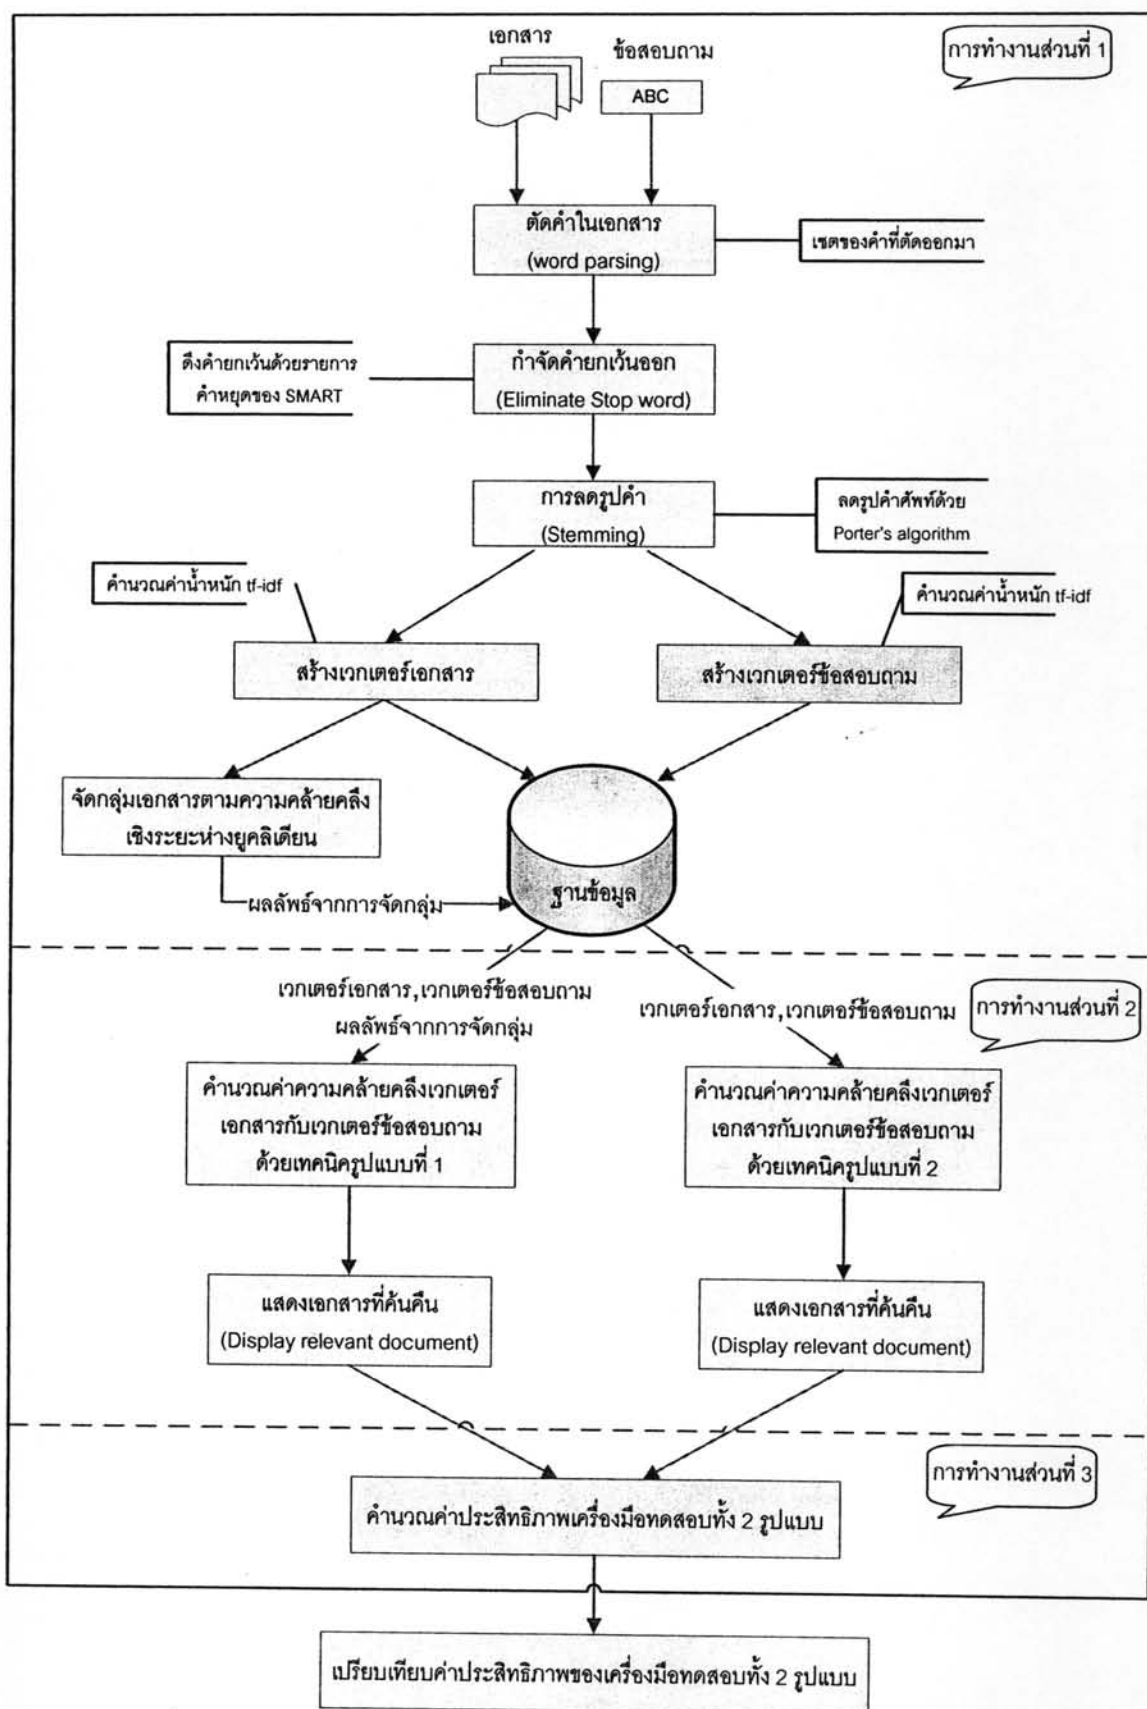 เอกสาร
ข้อสอบถาม
การทำงานส่วนที่ 1
ABC
ตัดคำในเอกสาร
(word parsing)
เซตของคำที่ตัดออกมา
ดึงคำยกเว้นด้วยรายการ
คำหยุดของ SMART
กำจัดคำยกเว้นออก
(Eliminate Stop word)
การลดรูปคำ
(Stemming)
ลดรูปคำศัพท์ด้วย
Porter's algorithm
คำนวณค่าน้ำหนัก tf-idf
คำนวณค่าน้ำหนัก tf-idf
สร้างเวกเตอร์เอกสาร
สร้างเวกเตอร์ข้อสอบถาม
จัดกลุ่มเอกสารตามความคล้ายคลึง
เชิงระยะห่างยูคลิเดียน
ฐานข้อมูล
ผลลัพธ์จากการจัดกลุ่ม
เวกเตอร์เอกสาร,เวกเตอร์ข้อสอบถาม
ผลลัพธ์จากการจัดกลุ่ม
เวกเตอร์เอกสาร,เวกเตอร์ข้อสอบถาม
การทำงานส่วนที่ 2
คำนวณค่าความคล้ายคลึงเวกเตอร์
เอกสารกับเวกเตอร์ข้อสอบถาม
ด้วยเทคนิครูปแบบที่ 1
คำนวณค่าความคล้ายคลึงเวกเตอร์
เอกสารกับเวกเตอร์ข้อสอบถาม
ด้วยเทคนิครูปแบบที่ 2
แสดงเอกสารที่ค้นคืน
(Display relevant document)
แสดงเอกสารที่ค้นคืน
(Display relevant document)
การทำงานส่วนที่ 3
คำนวณค่าประสิทธิภาพเครื่องมือทดสอบทั้ง 2 รูปแบบ
เปรียบเทียบค่าประสิทธิภาพของเครื่องมือทดสอบทั้ง 2 รูปแบบ